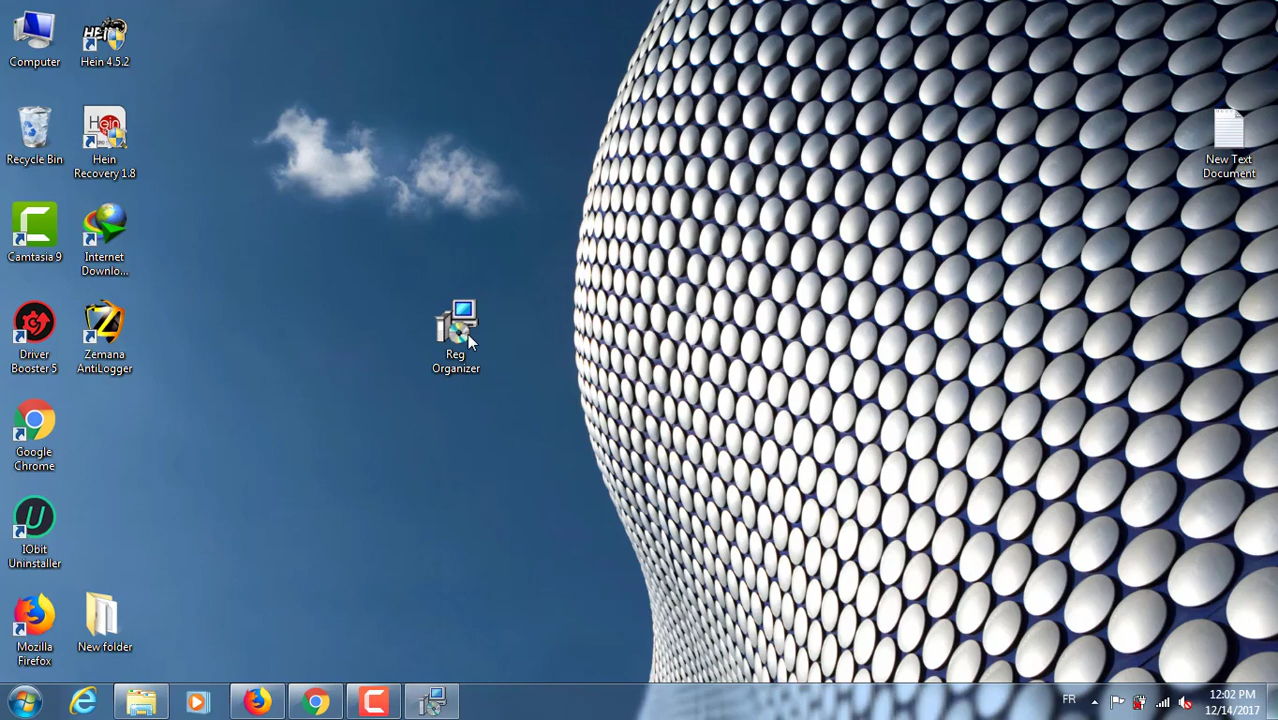 Computer
HEIN
Hein 4.5.2
Recycle Bin
Hein
Hein
Recovery 1.8
Camtasia 9
Internet
Downlo...
Driver
Booster 5
Zemana
AntiLogger
Google
Chrome
IObit
Uninstaller
Mozilla
Firefox
New folder
Reg
Organizer
New Text
Document
FR
12:02 PM
12/14/2017